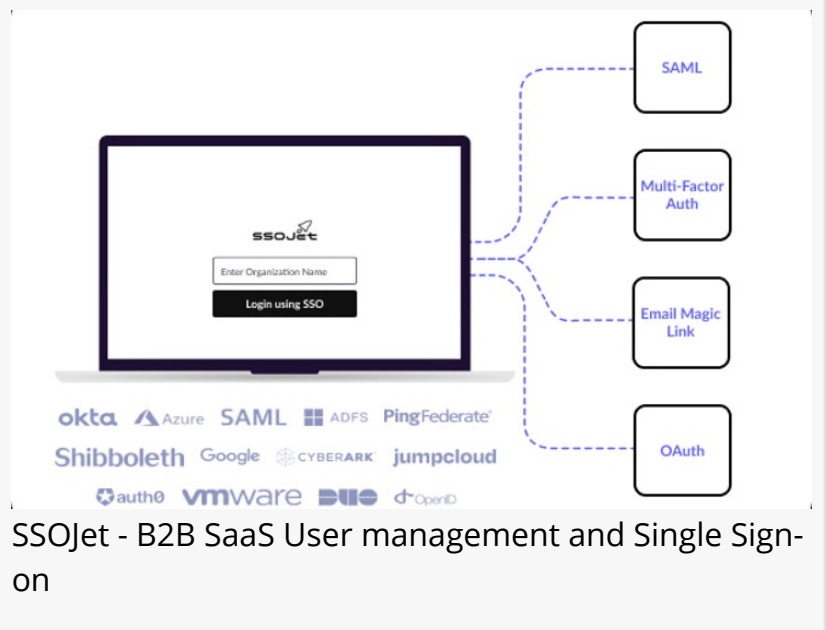 SAML
Multi-Factor
Auth
SSOJet
Enter Organization Name
Login using SSO
Email Magic
Link
OAuth
okta Azure SAML ADFS PingFederate
Shibboleth Google CYBERARK jumpcloud
auth0 vmware DUO OpenID
SSOJet - B2B SaaS User management and Single Sign-
on